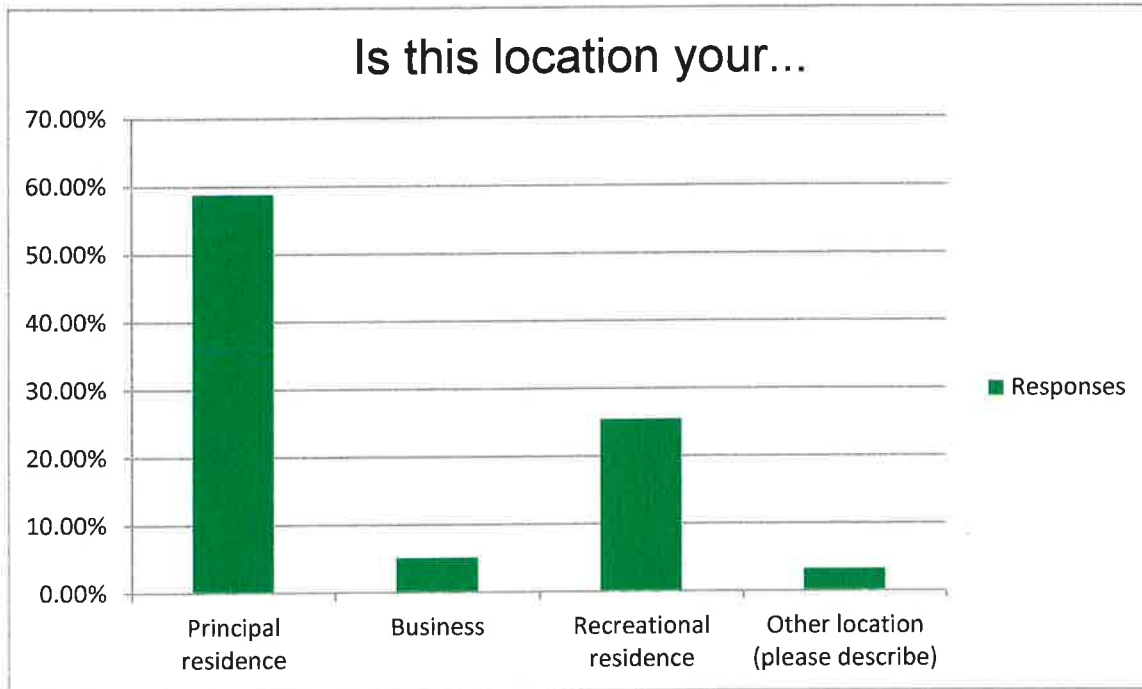 Is this location your...
70.00%
60.00%
50.00%
40.00%
30.00%
20.00%
10.00%
0.00%
Principal
residence
Business
Recreational
residence
Other location
(please describe)
Responses